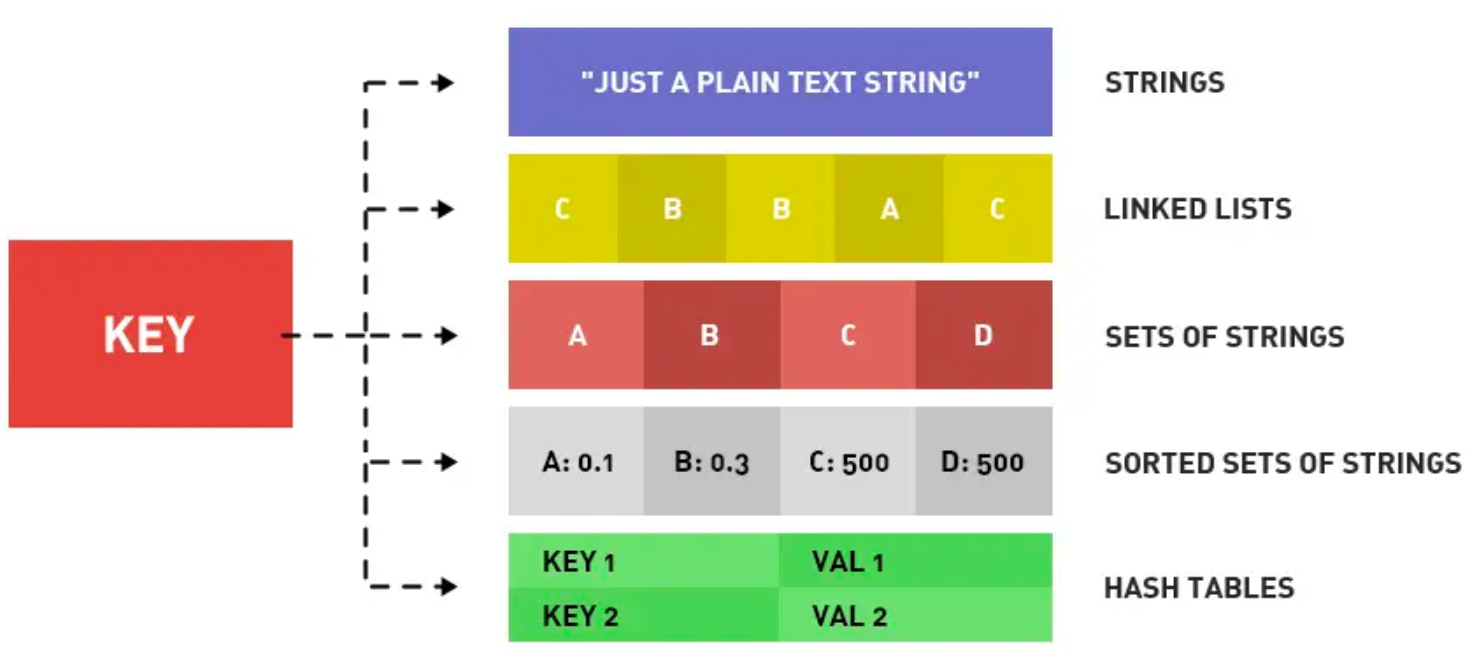 KEY
"JUST A PLAIN TEXT STRING" STRINGS
C B B A C LINKED LISTS
A B C D SETS OF STRINGS
A: 0.1 B: 0.3 C: 500 D: 500 SORTED SETS OF STRINGS
KEY 1 VAL 1
KEY 2 VAL 2
HASH TABLES